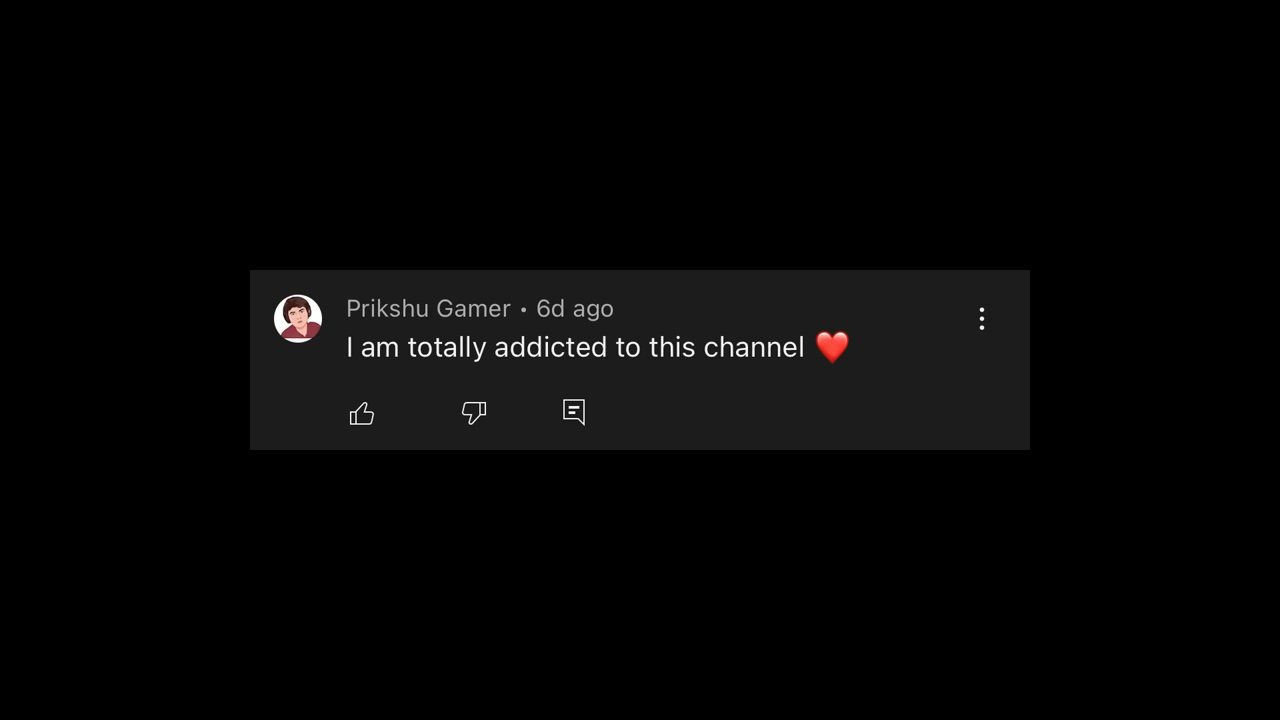 Prikshu Gamer • 6d ago
I am totally addicted to this channel ❤️